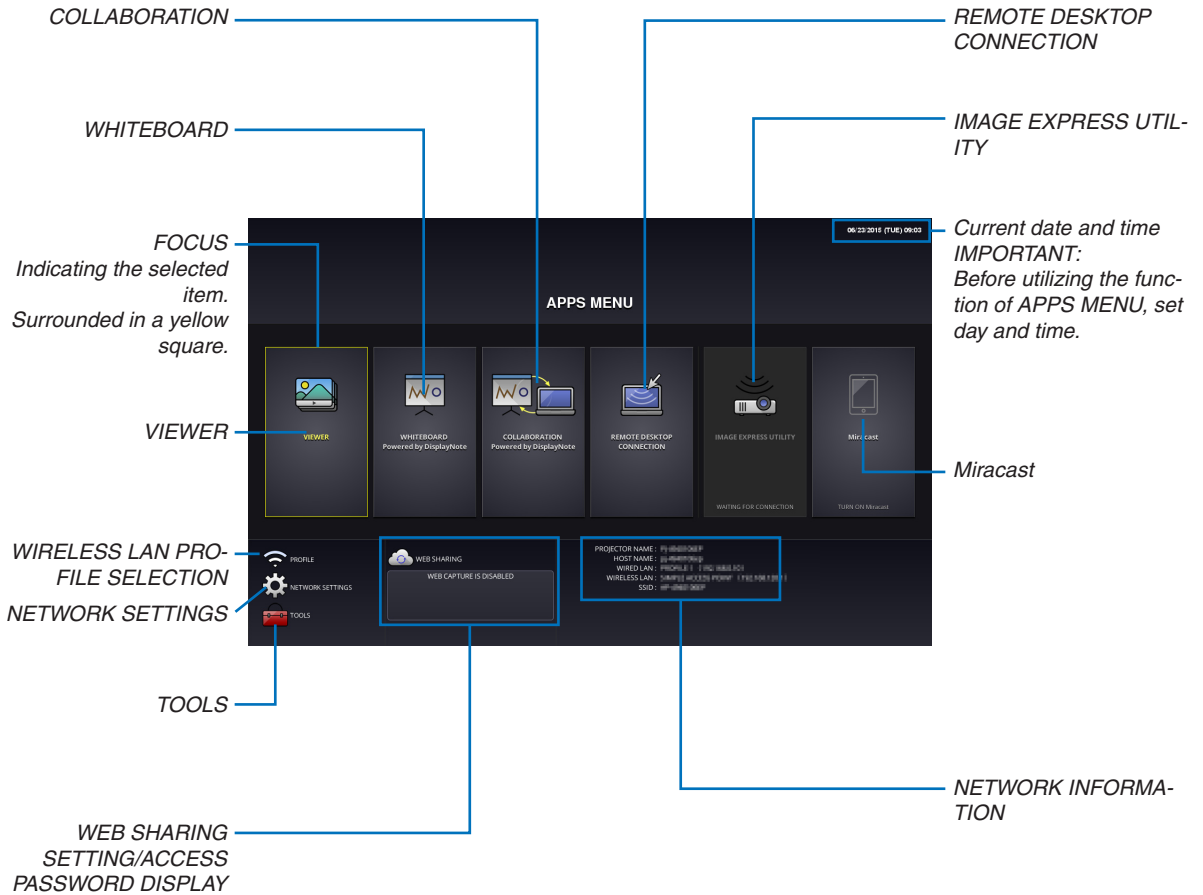 COLLABORATION
WHITEBOARD
FOCUS
Indicating the selected
item.
Surrounded in a yellow
square.
VIEWER
WIRELESS LAN PRO-
FILE SELECTION
NETWORK SETTINGS
TOOLS
WEB SHARING
SETTING/ACCESS
PASSWORD DISPLAY
REMOTE DESKTOP
CONNECTION
IMAGE EXPRESS UTIL-
ITY
Current date and time
IMPORTANT:
Before utilizing the func-
tion of APPS MENU, set
day and time.
Miracast
NETWORK INFORMA-
TION
06/23/2015 (TUE) 09:03
APPS MENU
VIEWER
WHITEBOARD
Powered by DisplayNote
COLLABORATION
Powered by DisplayNote
REMOTE DESKTOP
CONNECTION
IMAGE EXPRESS UTILITY
WAITING FOR CONNECTION
Miracast
TURN ON Miracast
PROFILE
NETWORK SETTINGS
TOOLS
WEB SHARING
WEB CAPTURE IS DISABLED
PROJECTOR NAME :
HOST NAME :
WIRED LAN :
WIRELESS LAN :
SSID :